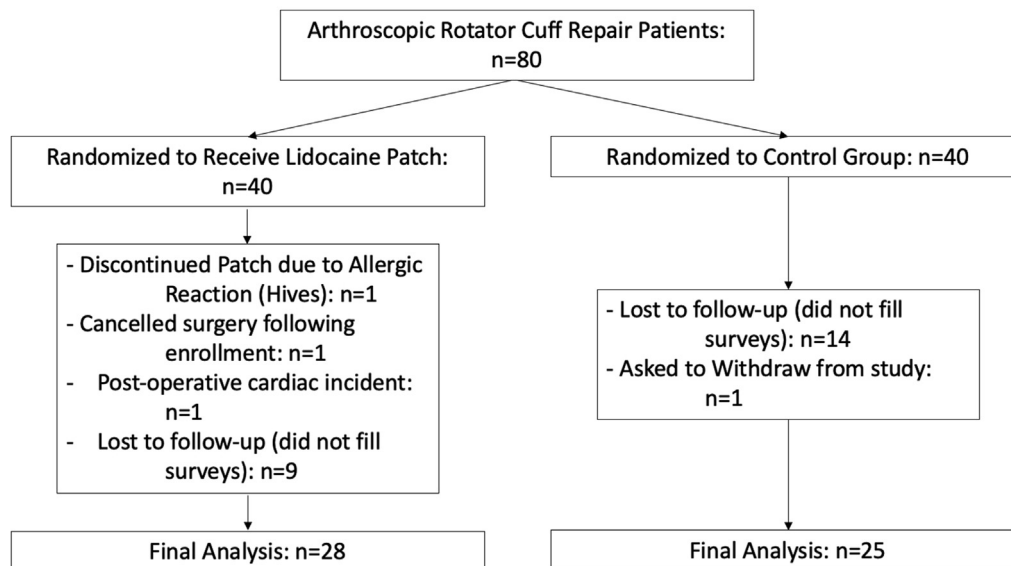 Arthroscopic Rotator Cuff Repair Patients:
n=80
Randomized to Receive Lidocaine Patch:
n=40
Randomized to Control Group: n=40
- Discontinued Patch due to Allergic
Reaction (Hives): n=1
- Cancelled surgery following
enrollment: n=1
- Post-operative cardiac incident:
n=1
- Lost to follow-up (did not fill
surveys): n=9
- Lost to follow-up (did not fill
surveys): n=14
- Asked to Withdraw from study:
n=1
Final Analysis: n=28
Final Analysis: n=25